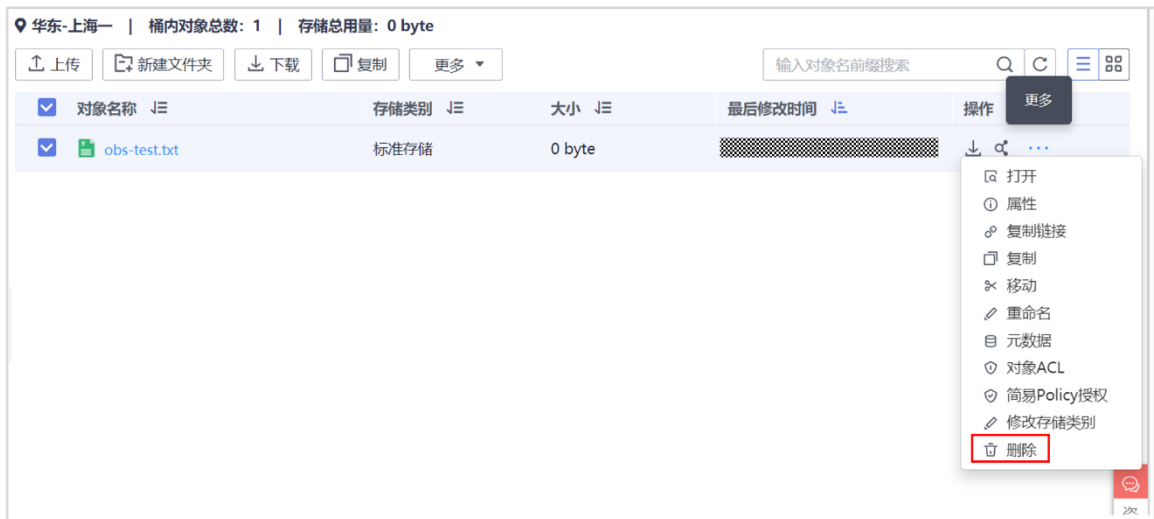 华东-上海一 | 桶内对象总数：1 | 存储总用量：0 byte
上传 新建文件夹 下载 复制 更多 输入对象名前缀搜索
更多
对象名称 存储类别 大小 最后修改时间 操作
obs-test.txt 标准存储 0 byte
打开
属性
复制链接
复制
移动
重命名
元数据
对象ACL
简易Policy授权
修改存储类别
删除